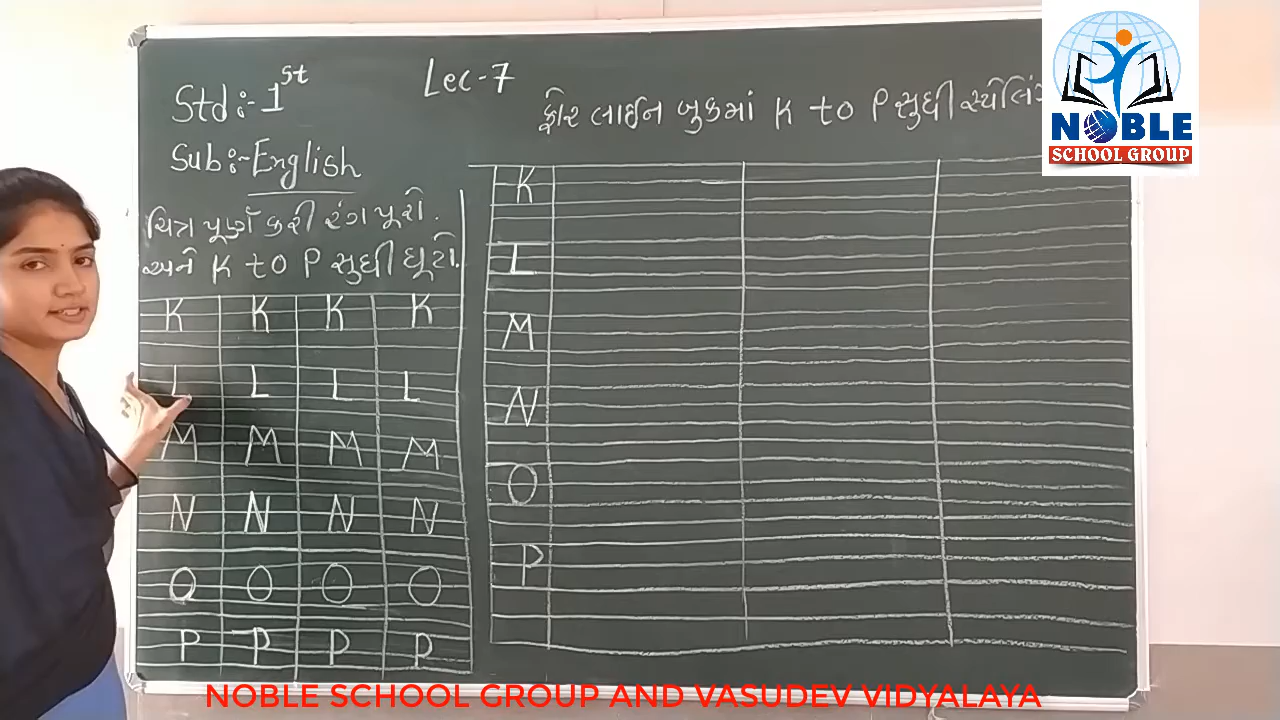 Std:- 1st
Sub:- English
Lec-7
ચિત્ર પૂર્ણ કરી રંગ પૂરો.
અને K to P સુધી ઘૂંટો.
K K K K
L L L L
M M M M
N N N N
O O O O
P P P P
ફોર લાઈન બુકમાં K to P સુધી
K
L
M
N
O
P
NOBLE
SCHOOL GROUP
NOBLE SCHOOL GROUP AND VASUDEV VIDYALAYA